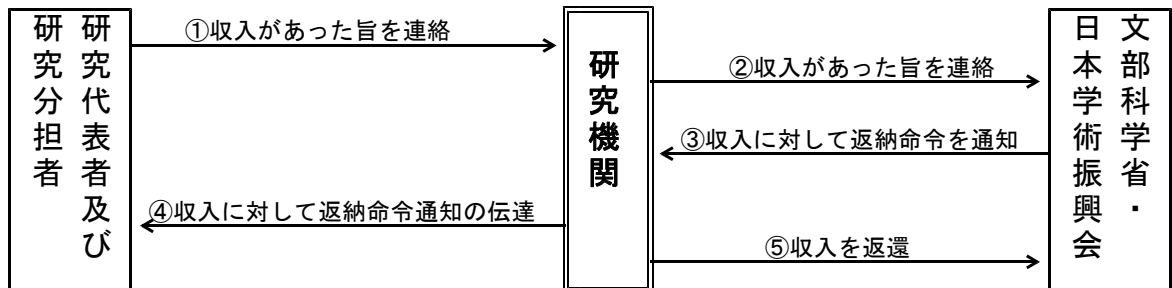 研究代表者及び
研究分担者
①収入があった旨を連絡
研究機関
②収入があった旨を連絡
③収入に対して返納命令を通知
④収入に対して返納命令通知の伝達
⑤収入を返還
文部科学省・
日本学術振興会